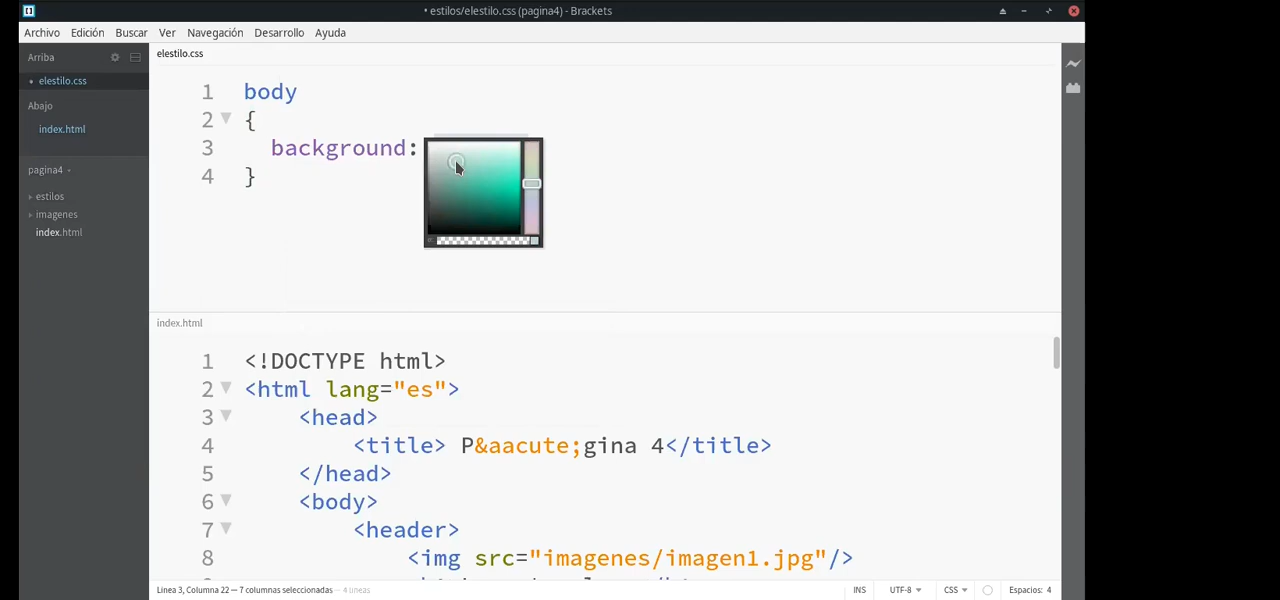 • estilos/elestilo.css (pagina4) - Brackets
Archivo Edición Buscar Ver Navegación Desarrollo Ayuda
Arriba
• elestilo.css
Abajo
index.html
pagina4
estilos
imagenes
index.html
elestilo.css
1 body
2 {
3 background:
4 }
index.html
1 <!DOCTYPE html>
2 <html lang="es">
3 <head>
4 <title> P&aacute;gina 4</title>
5 </head>
6 <body>
7 <header>
8 <img src="imagenes/imagen1.jpg"/>
Línea 3, Columna 22 — 7 columnas seleccionadas — 4 líneas
INS UTF-8 CSS Espacios: 4